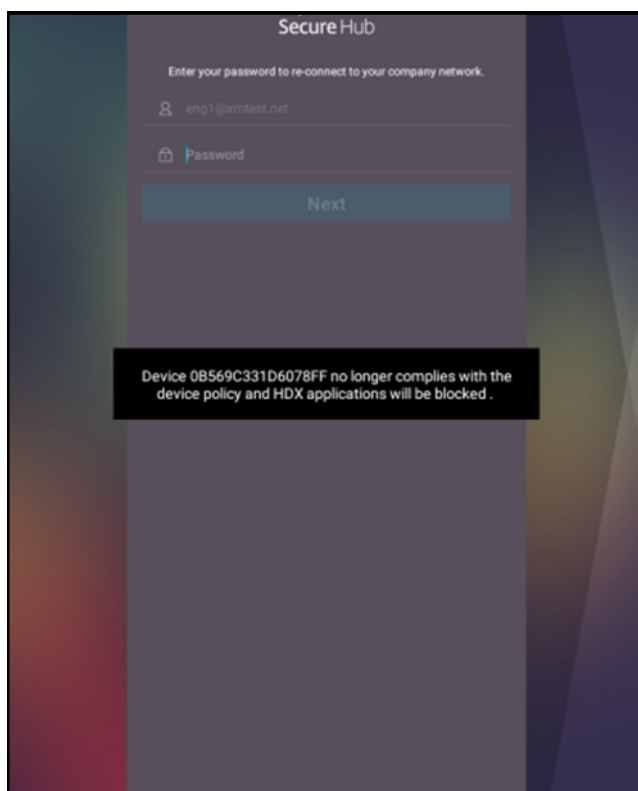 Secure Hub
Enter your password to re-connect to your company network.
eng1@xmtest.net
Password
Next
Device 0B569C331D6078FF no longer complies with the
device policy and HDX applications will be blocked .